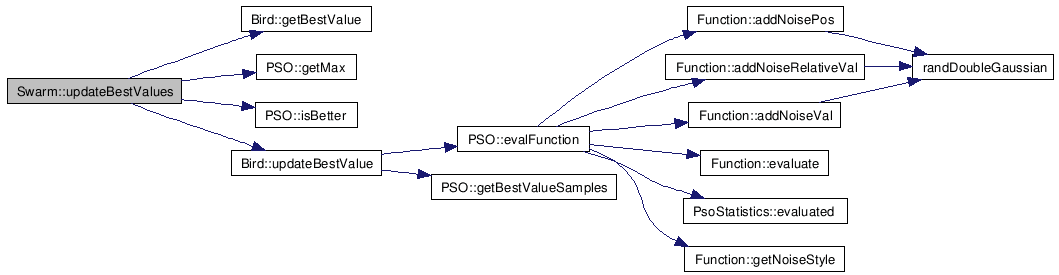 Swarm::updateBestValues
Bird::getBestValue
PSO::getMax
PSO::isBetter
Bird::updateBestValue
PSO::evalFunction
PSO::getBestValueSamples
Function::addNoisePos
Function::addNoiseRelativeVal
Function::addNoiseVal
Function::evaluate
PsoStatistics::evaluated
Function::getNoiseStyle
randDoubleGaussian